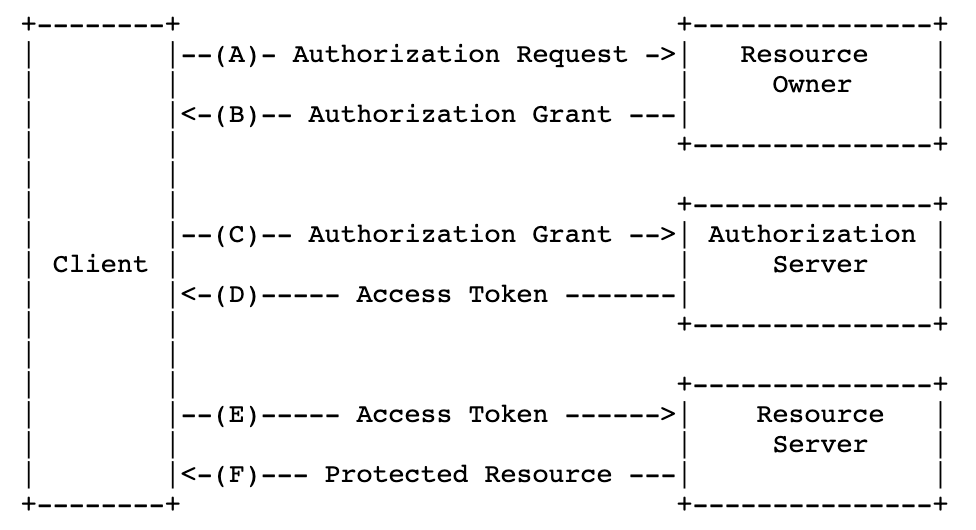 +--------+                               +---------------+
|        |--(A)- Authorization Request ->|   Resource    |
|        |                               |     Owner     |
|        |<-(B)-- Authorization Grant ---|               |
|        |                               +---------------+
|        |
|        |                               +---------------+
|        |--(C)-- Authorization Grant -->| Authorization |
| Client |                               |     Server    |
|        |<-(D)----- Access Token -------|               |
|        |                               +---------------+
|        |
|        |                               +---------------+
|        |--(E)----- Access Token ------>|    Resource   |
|        |                               |     Server    |
|        |<-(F)--- Protected Resource ---|               |
+--------+                               +---------------+